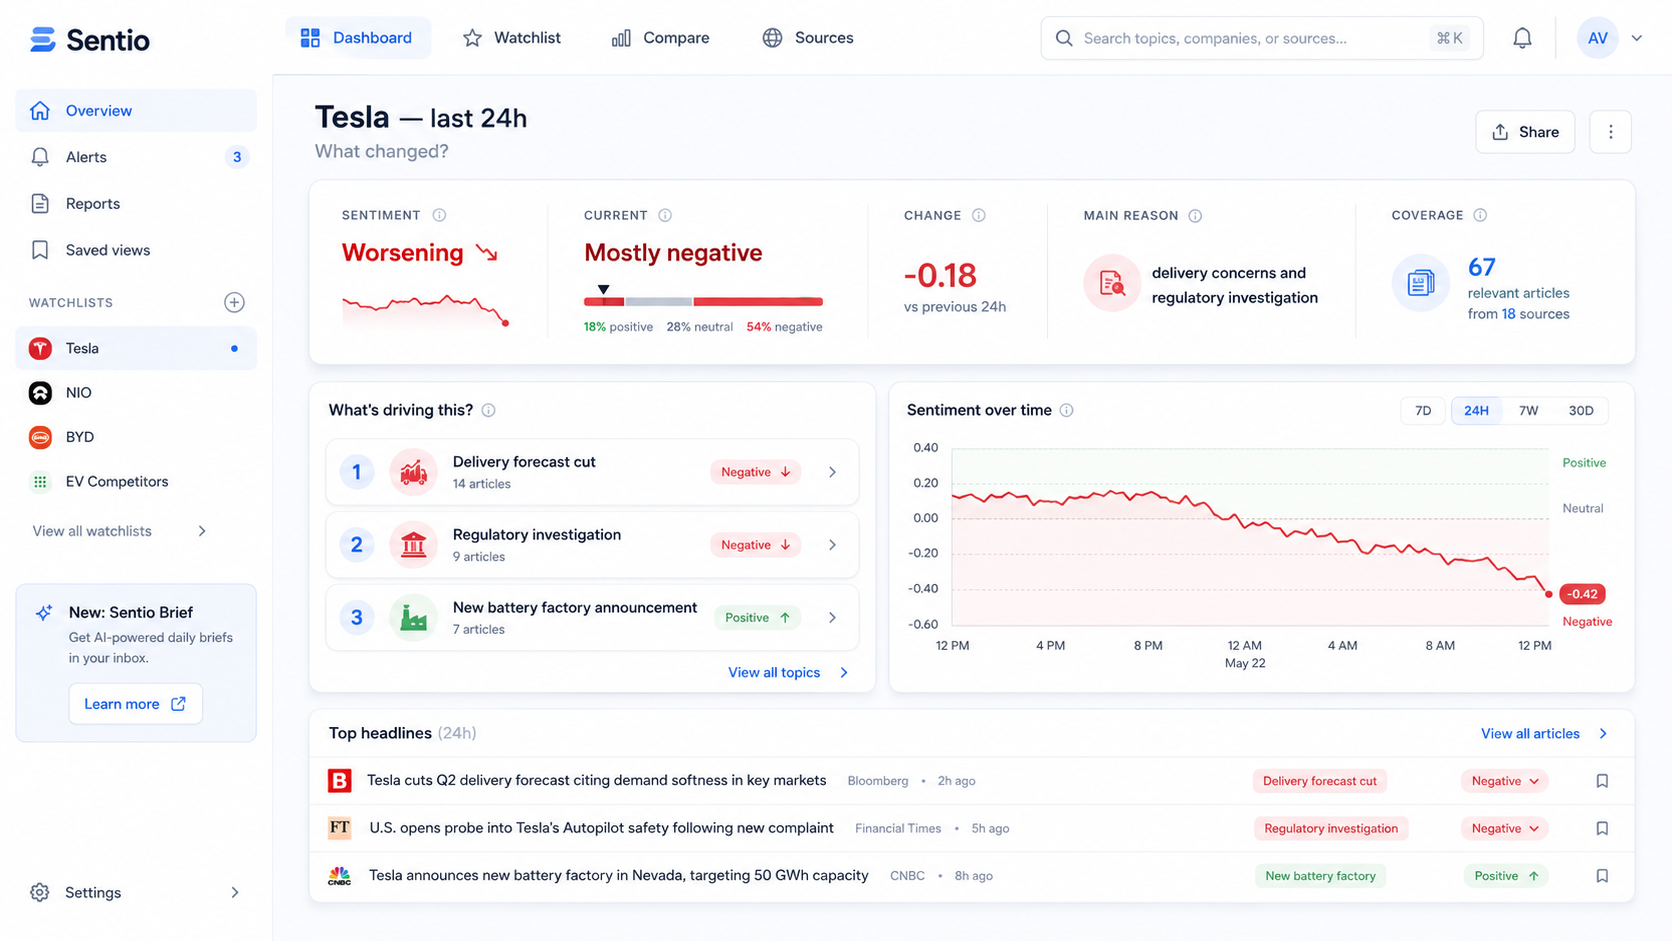 Sentio
Dashboard
Watchlist
Compare
Sources
Search topics, companies, or sources...
⌘ K
AV
Overview
Alerts
3
Reports
Saved views
WATCHLISTS
Tesla
NIO
BYD
EV Competitors
View all watchlists
New: Sentio Brief
Get AI-powered daily briefs
in your inbox.
Learn more
Settings
Tesla — last 24h
What changed?
Share
SENTIMENT
Worsening
CURRENT
Mostly negative
18% positive 28% neutral 54% negative
CHANGE
-0.18
vs previous 24h
MAIN REASON
delivery concerns and
regulatory investigation
COVERAGE
67
relevant articles
from 18 sources
What's driving this?
1
Delivery forecast cut
14 articles
Negative
2
Regulatory investigation
9 articles
Negative
3
New battery factory announcement
7 articles
Positive
View all topics
Sentiment over time
7D
24H
7W
30D
0.40
0.20
0.00
-0.20
-0.40
-0.60
Positive
Neutral
-0.42
Negative
12 PM
4 PM
8 PM
12 AM
May 22
4 AM
8 AM
12 PM
Top headlines (24h)
View all articles
B
Tesla cuts Q2 delivery forecast citing demand softness in key markets
Bloomberg • 2h ago
Delivery forecast cut
Negative
FT
U.S. opens probe into Tesla's Autopilot safety following new complaint
Financial Times • 5h ago
Regulatory investigation
Negative
CNBC
Tesla announces new battery factory in Nevada, targeting 50 GWh capacity
CNBC • 8h ago
New battery factory
Positive